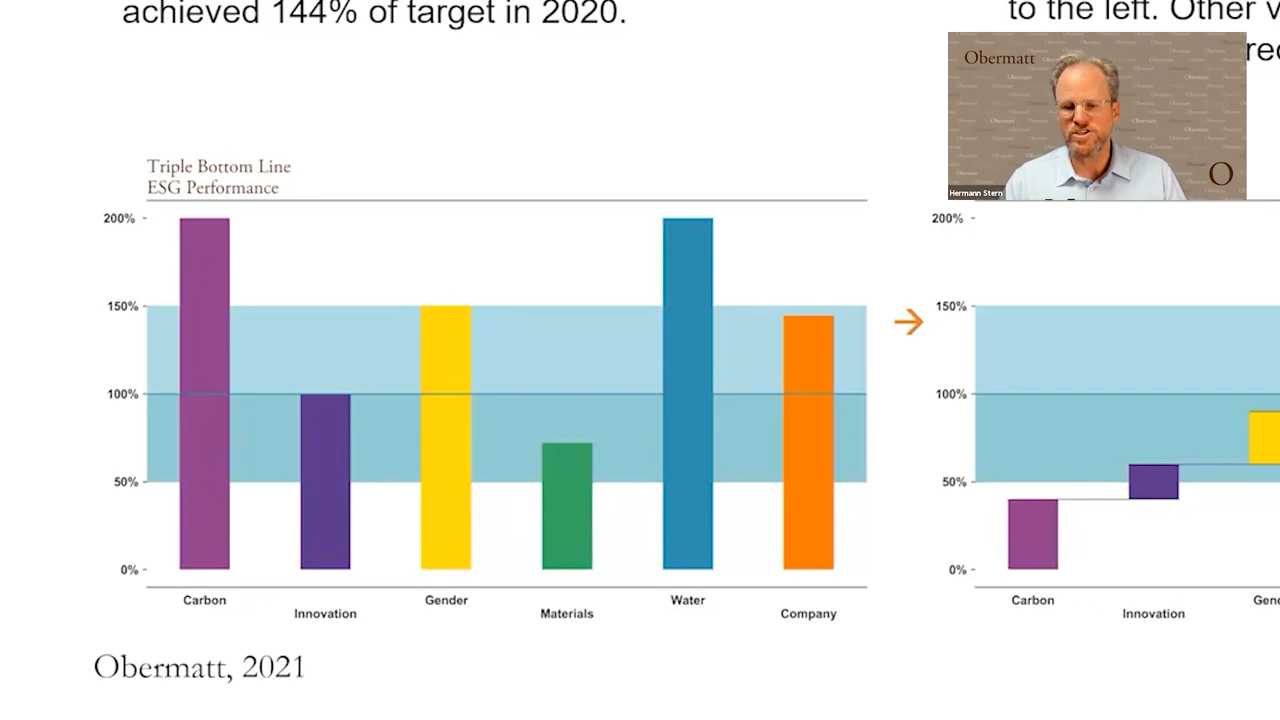 achieved 144% of target in 2020.
to the left. Other v
rec
Obermatt
O
Hermann Stern
Triple Bottom Line
ESG Performance
200%
150%
100%
50%
0%
Carbon
Innovation
Gender
Materials
Water
Company
200%
150%
100%
50%
0%
Carbon
Innovation
Gend
Obermatt, 2021